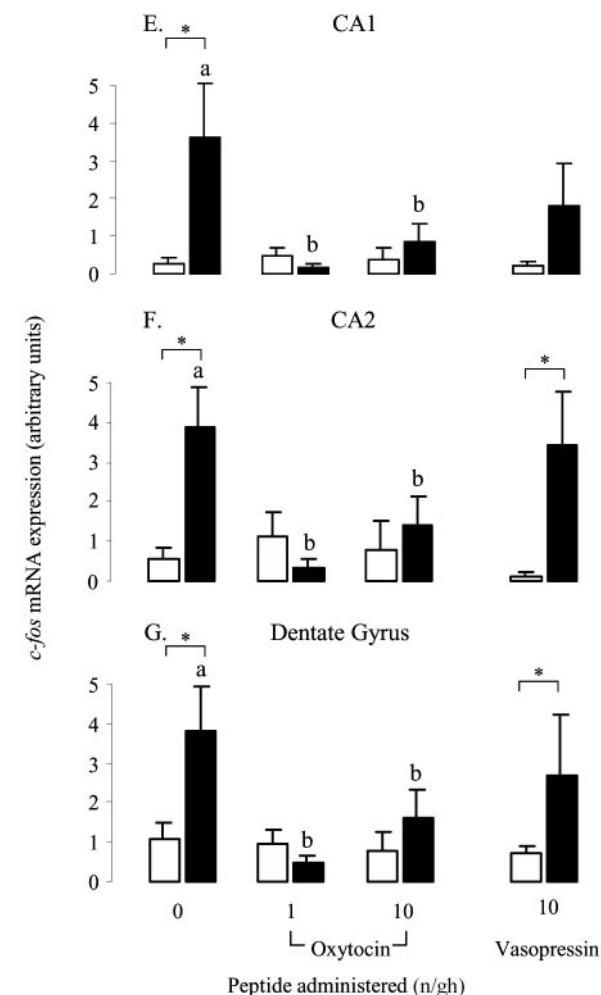 E. CA1
*
a
5
4
3
2
1
0
b
b
F. CA2
*
a
*
5
4
3
2
1
0
b
b
G. Dentate Gyrus
*
a
*
5
4
3
2
1
0
b
b
c-fos mRNA expression (arbitrary units)
0 1 10 10
Oxytocin Vasopressin
Peptide administered (n/gh)